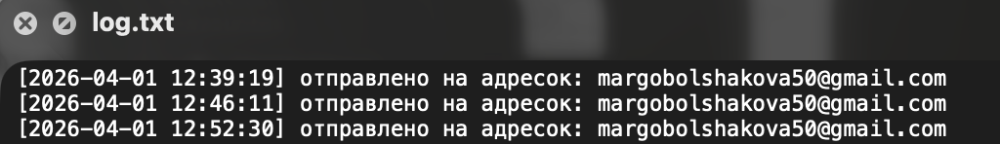 log.txt
[2026-04-01 12:39:19] отправлено на адресок: margobolshakova50@gmail.com
[2026-04-01 12:46:11] отправлено на адресок: margobolshakova50@gmail.com
[2026-04-01 12:52:30] отправлено на адресок: margobolshakova50@gmail.com